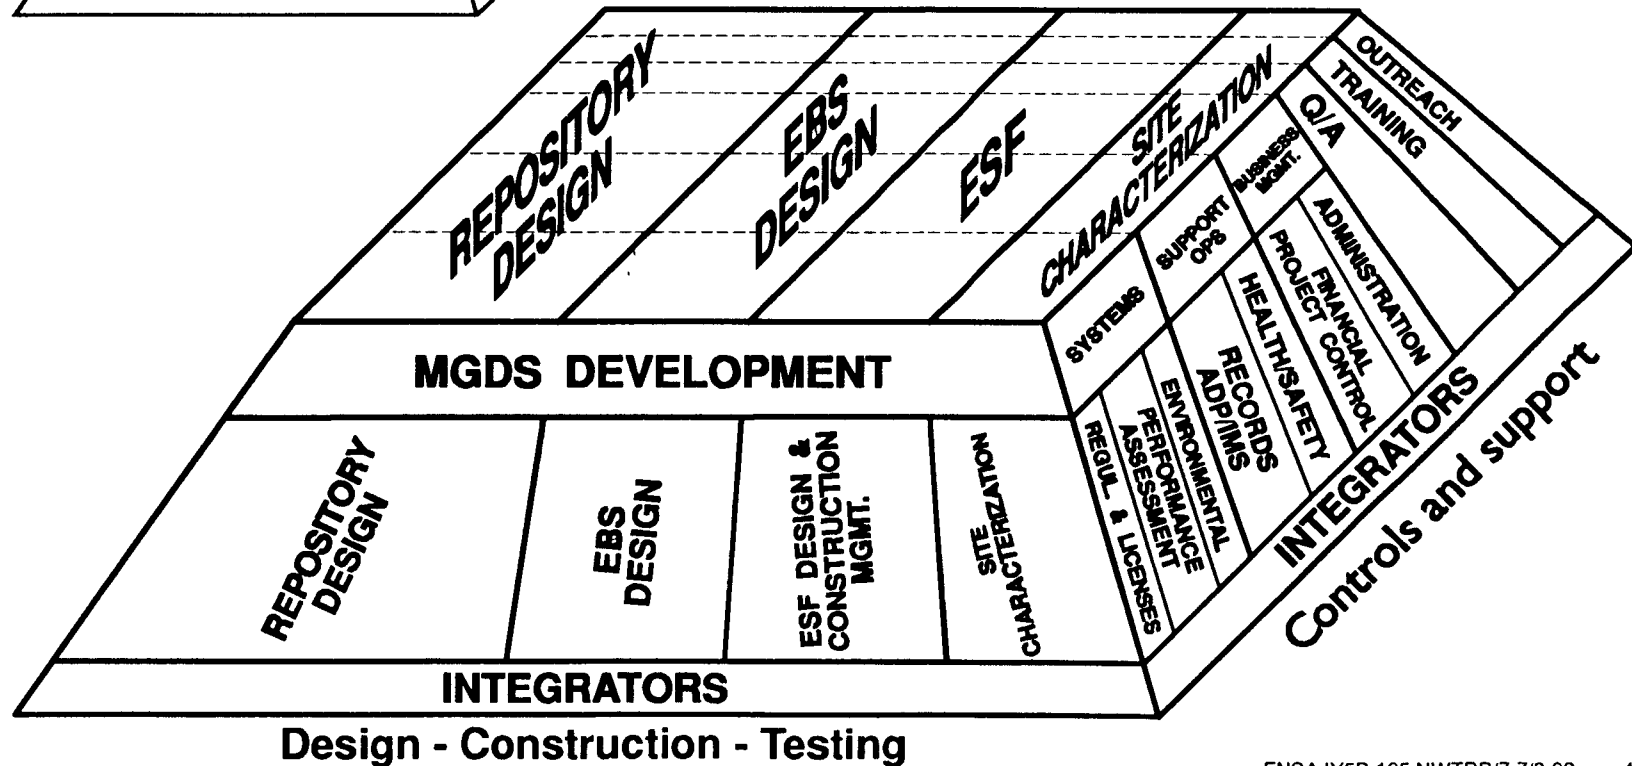 REPOSITORY
DESIGN
EBS
DESIGN
ESF
SITE
CHARACTERIZATION
OUTREACH
TRAINING
Q/A
BUSINESS
MGMT.
SUPPORT
OPS
SYSTEMS
ADMINISTRATION
FINANCIAL
PROJECT CONTROL
HEALTH/SAFETY
RECORDS
ADP/IMS
ENVIRONMENTAL
PERFORMANCE
ASSESSMENT
REGUL. & LICENSES
MGDS DEVELOPMENT
REPOSITORY
DESIGN
EBS
DESIGN
ESF DESIGN &
CONSTRUCTION
MGMT.
SITE
CHARACTERIZATION
INTEGRATORS
INTEGRATORS
Controls and support
Design - Construction - Testing